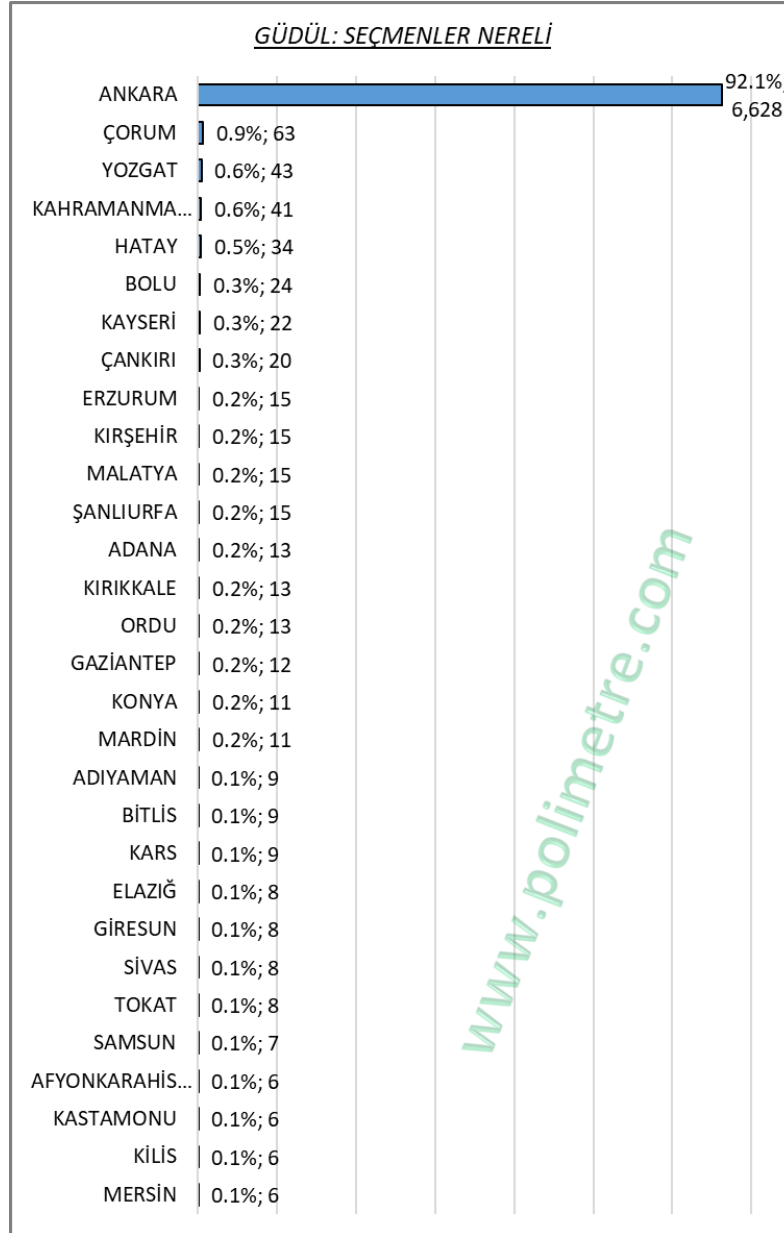 GÜDÜL: SEÇMENLER NERELİ
ANKARA 92.1%; 6,628
ÇORUM 0.9%; 63
YOZGAT 0.6%; 43
KAHRAMANMA... 0.6%; 41
HATAY 0.5%; 34
BOLU 0.3%; 24
KAYSERİ 0.3%; 22
ÇANKIRI 0.3%; 20
ERZURUM 0.2%; 15
KIRŞEHİR 0.2%; 15
MALATYA 0.2%; 15
ŞANLIURFA 0.2%; 15
ADANA 0.2%; 13
KIRIKKALE 0.2%; 13
ORDU 0.2%; 13
GAZİANTEP 0.2%; 12
KONYA 0.2%; 11
MARDİN 0.2%; 11
ADIYAMAN 0.1%; 9
BİTLİS 0.1%; 9
KARS 0.1%; 9
ELAZIĞ 0.1%; 8
GİRESUN 0.1%; 8
SİVAS 0.1%; 8
TOKAT 0.1%; 8
SAMSUN 0.1%; 7
AFYONKARAHİS... 0.1%; 6
KASTAMONU 0.1%; 6
KİLİS 0.1%; 6
MERSİN 0.1%; 6
www.polimetre.com